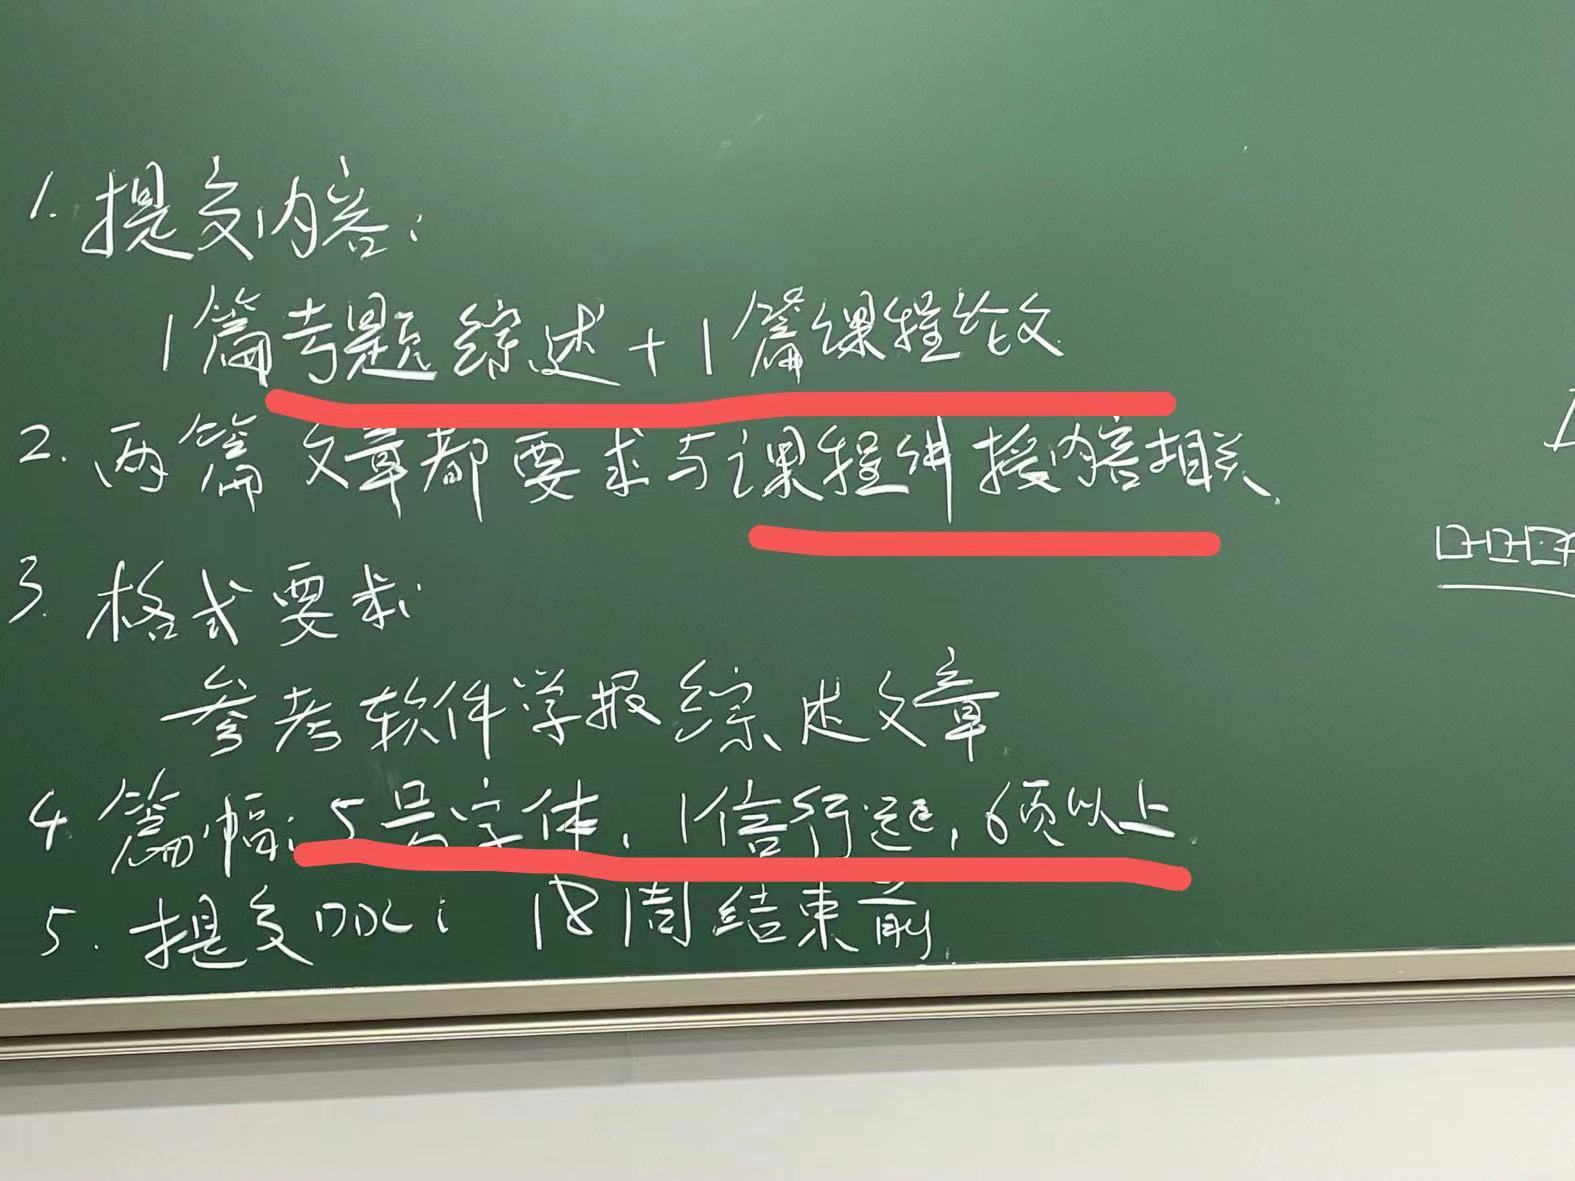 1. 提交内容:
1篇专题综述+1篇课程论文
2. 两篇文章都要求与课程讲授内容相关.
3. 格式要求:
参考软件学报综述文章.
4 篇幅: 5号字体, 1倍行距, 6页以上.
5. 提交DDL: 18周结束前.